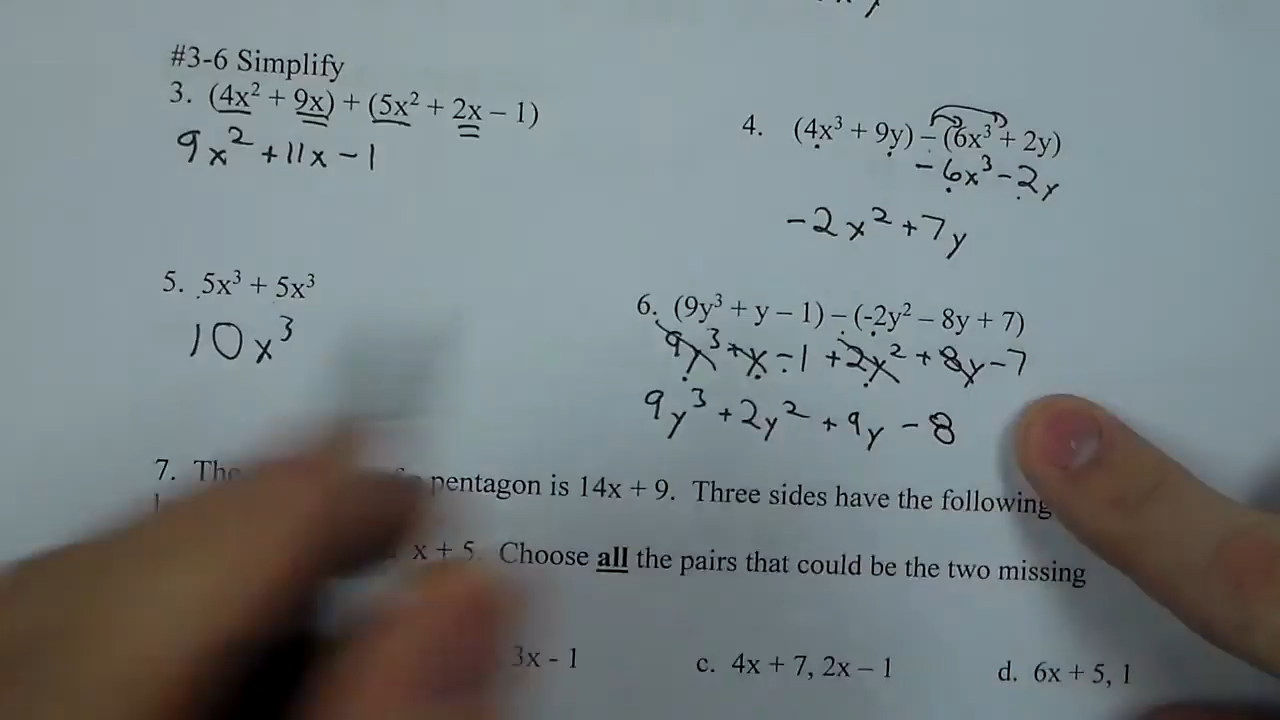 #3-6 Simplify
3. (4x² + 9x) + (5x² + 2x – 1)
9x² + 11x – 1
4. (4x³ + 9y) – (6x³ + 2y)
– 6x³ – 2y
– 2x² + 7y
5. 5x³ + 5x³
10x³
6. (9y³ + y – 1) – (-2y² – 8y + 7)
9y³ + y – 1 + 2y² + 8y – 7
9y³ + 2y² + 9y – 8
7. The pentagon is 14x + 9. Three sides have the following
x + 5. Choose all the pairs that could be the two missing
3x - 1
c. 4x + 7, 2x – 1
d. 6x + 5, 1